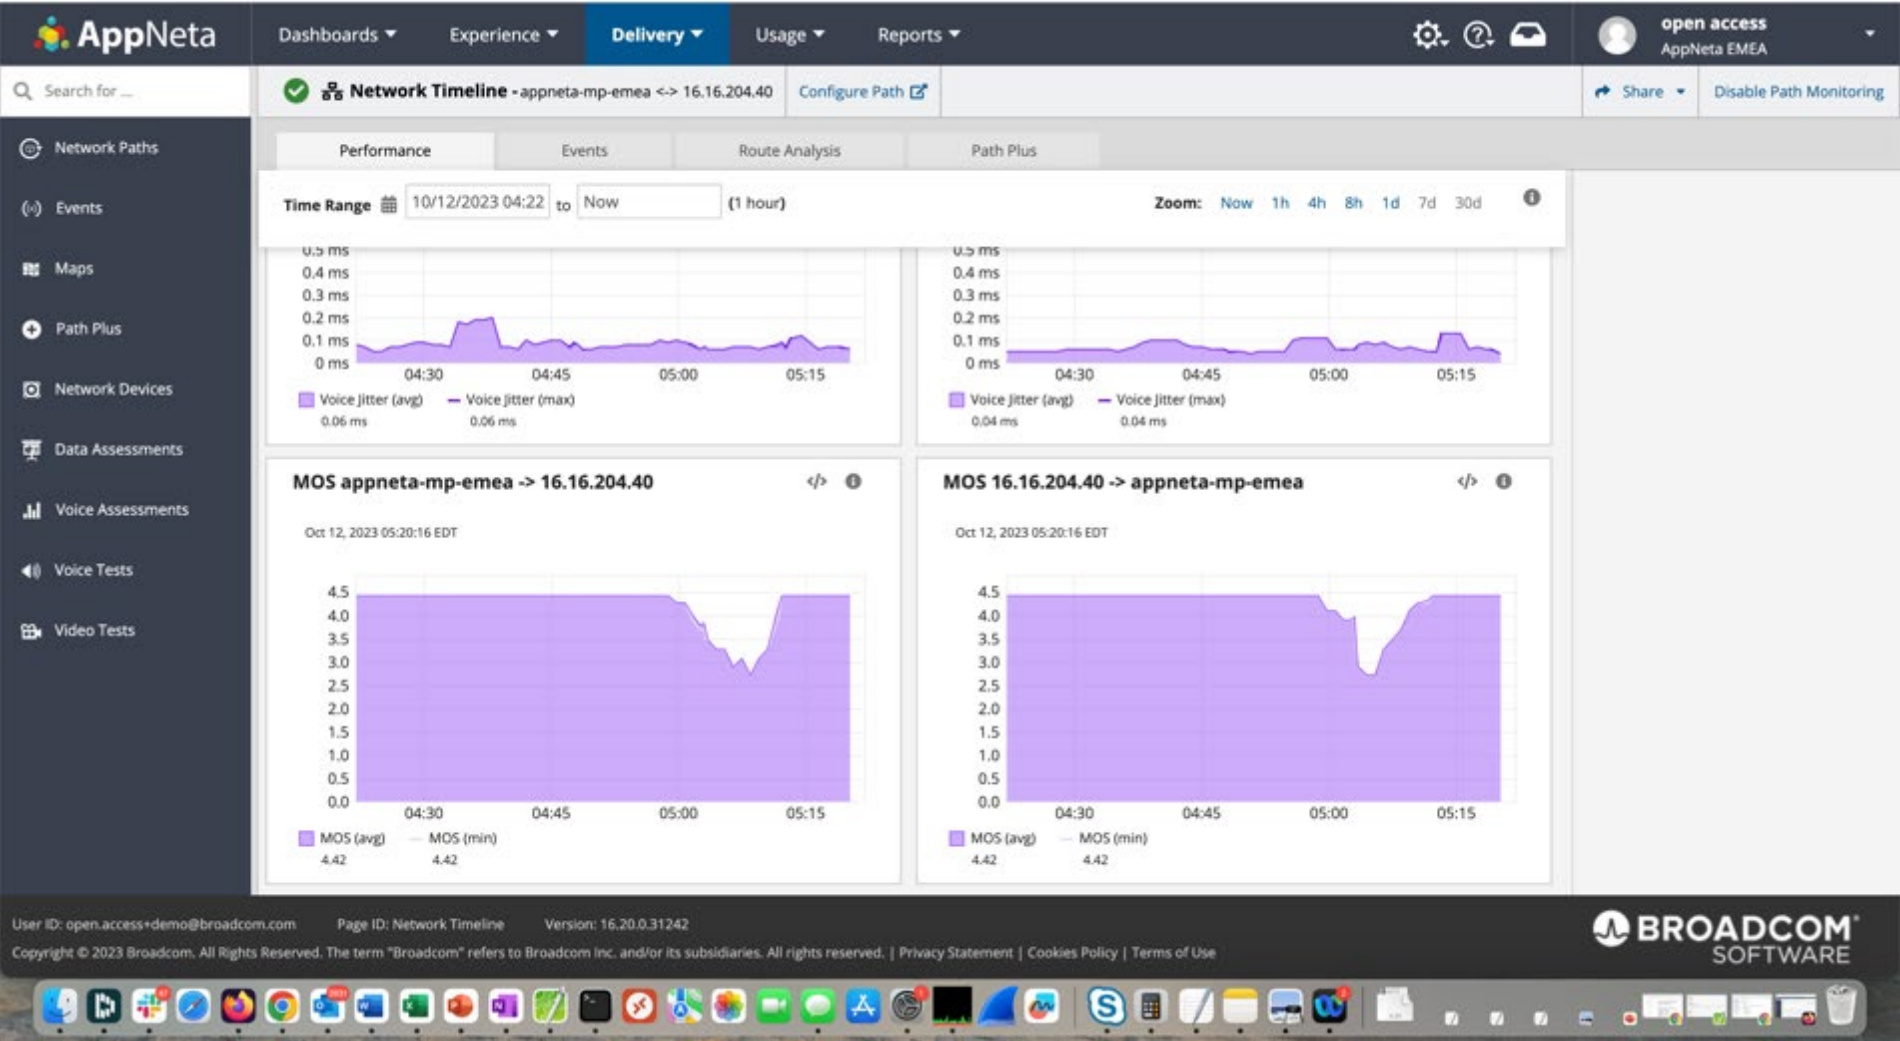 AppNeta
Dashboards
Experience
Delivery
Usage
Reports
open access
AppNeta EMEA
Search for ...
Network Timeline - appneta-mp-emea <-> 16.16.204.40
Configure Path
Share
Disable Path Monitoring
Network Paths
Events
Maps
Path Plus
Network Devices
Data Assessments
Voice Assessments
Voice Tests
Video Tests
Performance
Events
Route Analysis
Path Plus
Time Range 10/12/2023 04:22 to Now (1 hour)
Zoom: Now 1h 4h 8h 1d 7d 30d
0.5 ms
0.4 ms
0.3 ms
0.2 ms
0.1 ms
0 ms
04:30 04:45 05:00 05:15
Voice Jitter (avg) Voice Jitter (max)
0.06 ms 0.06 ms
0.5 ms
0.4 ms
0.3 ms
0.2 ms
0.1 ms
0 ms
04:30 04:45 05:00 05:15
Voice Jitter (avg) Voice Jitter (max)
0.04 ms 0.04 ms
MOS appneta-mp-emea -> 16.16.204.40
Oct 12, 2023 05:20:16 EDT
4.5
4.0
3.5
3.0
2.5
2.0
1.5
1.0
0.5
0.0
04:30 04:45 05:00 05:15
MOS (avg) MOS (min)
4.42 4.42
MOS 16.16.204.40 -> appneta-mp-emea
Oct 12, 2023 05:20:16 EDT
4.5
4.0
3.5
3.0
2.5
2.0
1.5
1.0
0.5
0.0
04:30 04:45 05:00 05:15
MOS (avg) MOS (min)
4.42 4.42
User ID: open.access+demo@broadcom.com Page ID: Network Timeline Version: 16.20.0.31242
Copyright © 2023 Broadcom. All Rights Reserved. The term "Broadcom" refers to Broadcom Inc. and/or its subsidiaries. All rights reserved. | Privacy Statement | Cookies Policy | Terms of Use
BROADCOM
SOFTWARE